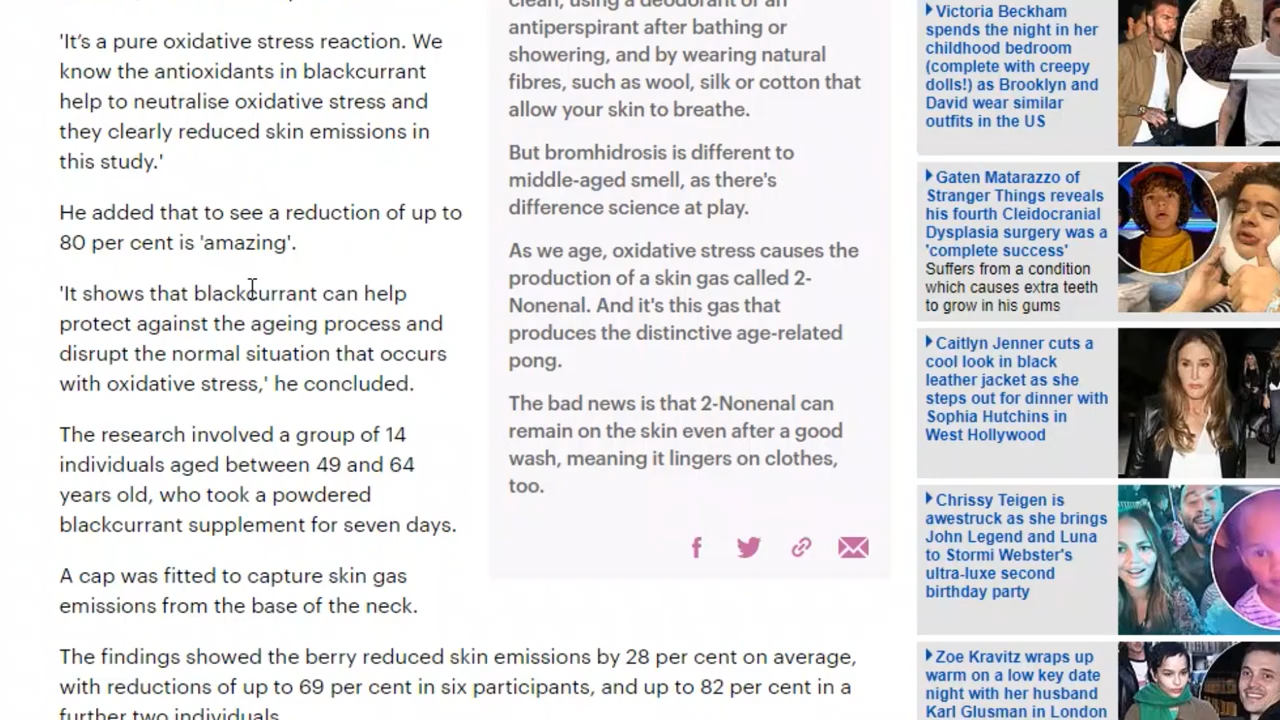 'It's a pure oxidative stress reaction. We
know the antioxidants in blackcurrant
help to neutralise oxidative stress and
they clearly reduced skin emissions in
this study.'
He added that to see a reduction of up to
80 per cent is 'amazing'.
'It shows that blackcurrant can help
protect against the ageing process and
disrupt the normal situation that occurs
with oxidative stress,' he concluded.
The research involved a group of 14
individuals aged between 49 and 64
years old, who took a powdered
blackcurrant supplement for seven days.
A cap was fitted to capture skin gas
emissions from the base of the neck.
The findings showed the berry reduced skin emissions by 28 per cent on average,
with reductions of up to 69 per cent in six participants, and up to 82 per cent in a
further two individuals.
clean, using a deodorant or an
antiperspirant after bathing or
showering, and by wearing natural
fibres, such as wool, silk or cotton that
allow your skin to breathe.
But bromhidrosis is different to
middle-aged smell, as there's
difference science at play.
As we age, oxidative stress causes the
production of a skin gas called 2-
Nonenal. And it's this gas that
produces the distinctive age-related
pong.
The bad news is that 2-Nonenal can
remain on the skin even after a good
wash, meaning it lingers on clothes,
too.
Victoria Beckham
spends the night in her
childhood bedroom
(complete with creepy
dolls!) as Brooklyn and
David wear similar
outfits in the US
Gaten Matarazzo of
Stranger Things reveals
his fourth Cleidocranial
Dysplasia surgery was a
'complete success'
Suffers from a condition
which causes extra teeth
to grow in his gums
Caitlyn Jenner cuts a
cool look in black
leather jacket as she
steps out for dinner with
Sophia Hutchins in
West Hollywood
Chrissy Teigen is
awestruck as she brings
John Legend and Luna
to Stormi Webster's
ultra-luxe second
birthday party
Zoe Kravitz wraps up
warm on a low key date
night with her husband
Karl Glusman in London